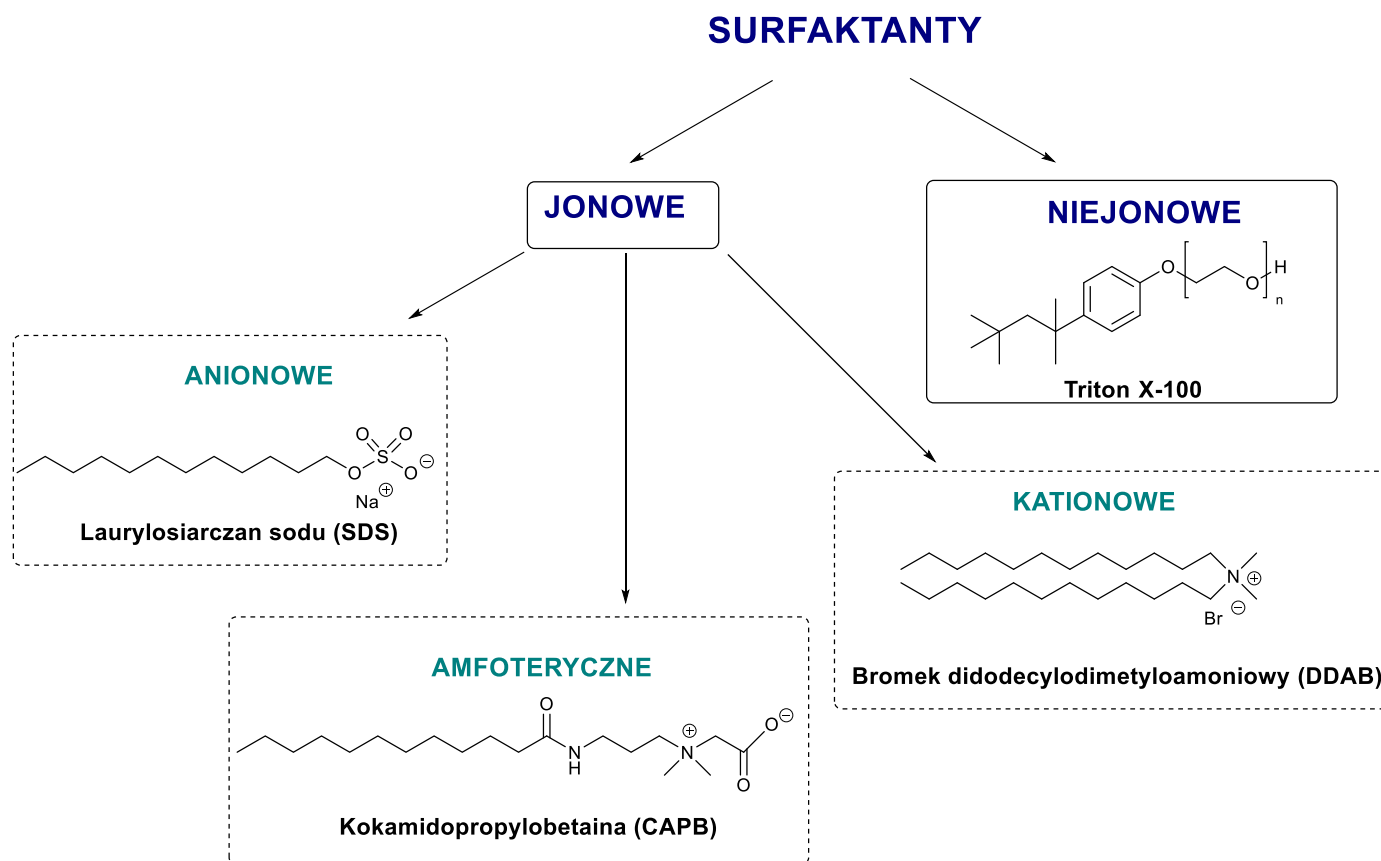 SURFAKTANTY
JONOWE
NIEJONOWE
O
O
H
n
Triton X-100
ANIONOWE
O O
S
O O ⊖
Na ⊕
Laurylosiarczan sodu (SDS)
KATIONOWE
N ⊕
Br ⊖
Bromek didodecylodimetyloamoniowy (DDAB)
AMFOTERYCZNE
O
N
H
N ⊕
O ⊖
O
Kokamidopropylobetaina (CAPB)